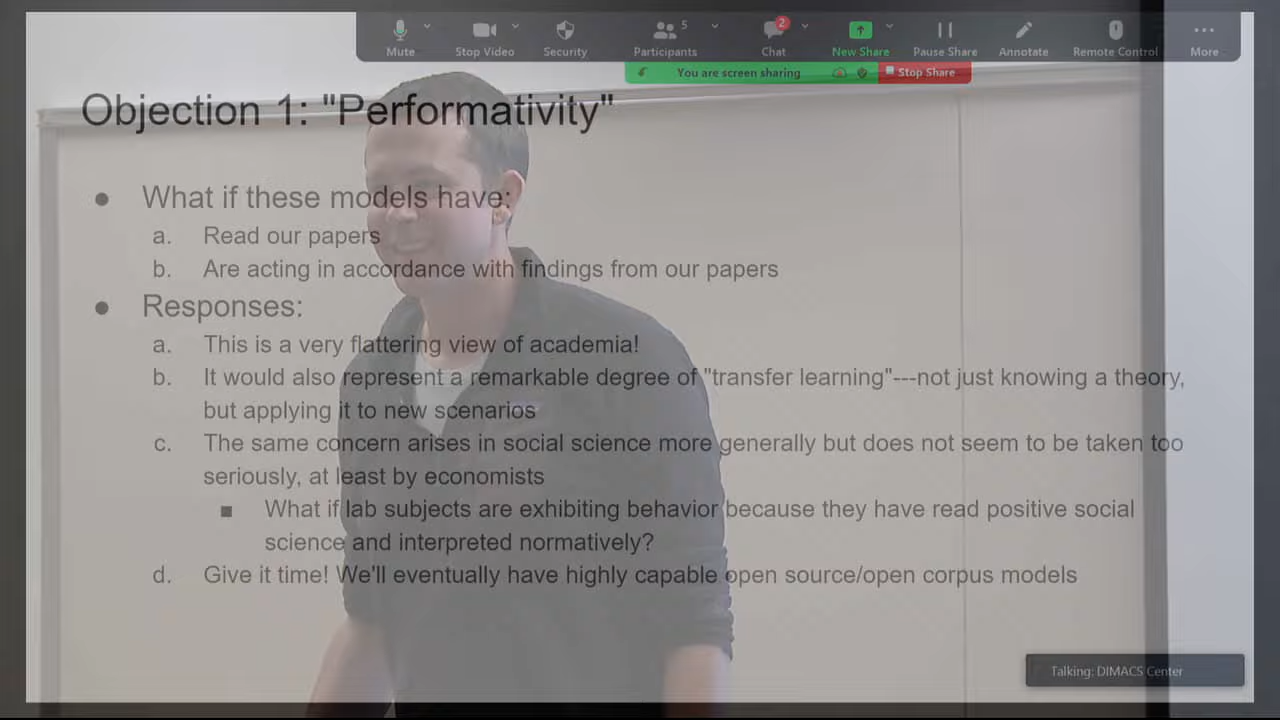 5
2
Mute
Stop Video
Security
Participants
Chat
New Share
Pause Share
Annotate
Remote Control
More
You are screen sharing
Stop Share
Objection 1: "Performativity"
● What if these models have:
a. Read our papers
b. Are acting in accordance with findings from our papers
● Responses:
a. This is a very flattering view of academia!
b. It would also represent a remarkable degree of "transfer learning"---not just knowing a theory,
but applying it to new scenarios
c. The same concern arises in social science more generally but does not seem to be taken too
seriously, at least by economists
■ What if lab subjects are exhibiting behavior because they have read positive social
science and interpreted normatively?
d. Give it time! We'll eventually have highly capable open source/open corpus models
Talking: DIMACS Center